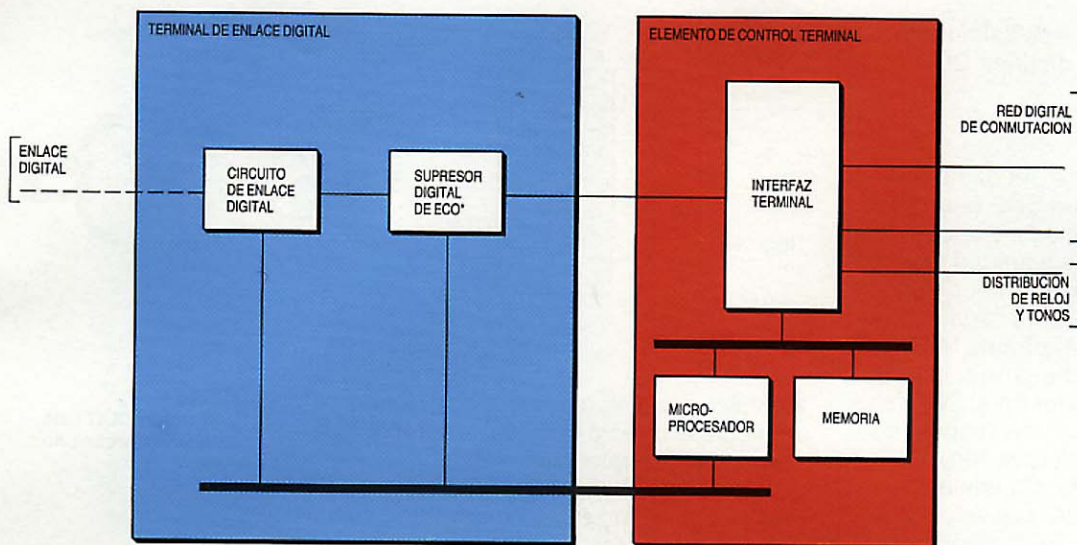 TERMINAL DE ENLACE DIGITAL
ELEMENTO DE CONTROL TERMINAL
RED DIGITAL
DE CONMUTACION
ENLACE
DIGITAL
CIRCUITO
DE ENLACE
DIGITAL
SUPRESOR
DIGITAL
DE ECO*
INTERFAZ
TERMINAL
DISTRIBUCION
DE RELOJ
Y TONOS
MICRO-
PROCESADOR
MEMORIA